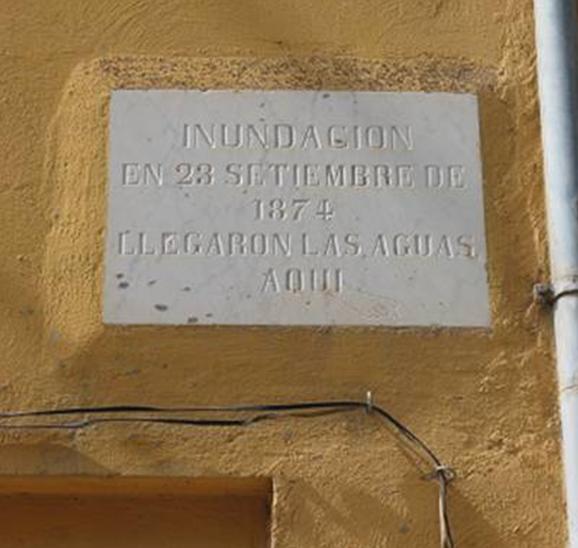 INUNDACION
EN 23 SETIEMBRE DE
1874
LLEGARON LAS AGUAS
AQUI